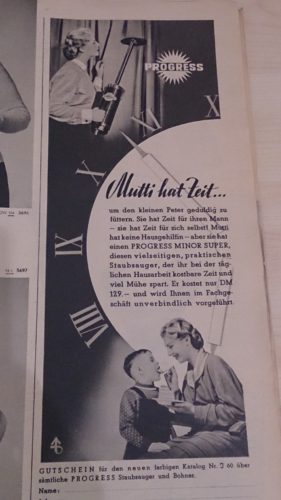 PROGRESS
X
X
X
IX
VIII
Mutti hat Zeit...
um den kleinen Peter geduldig zu
füttern. Sie hat Zeit für ihren Mann
– sie hat Zeit für sich selbst! Mutti
hat keine Hausgehilfin – aber sie hat
einen PROGRESS MINOR SUPER,
diesen vielseitigen, praktischen
Staubsauger, der ihr bei der täg-
lichen Hausarbeit kostbare Zeit und
viel Mühe spart. Er kostet nur DM
129.– und wird Ihnen im Fachge-
schäft unverbindlich vorgeführt.
GUTSCHEIN für den neuen farbigen Katalog Nr. J 60 über
sämtliche PROGRESS Staubsauger und Bohner.
Name:
5691
5697